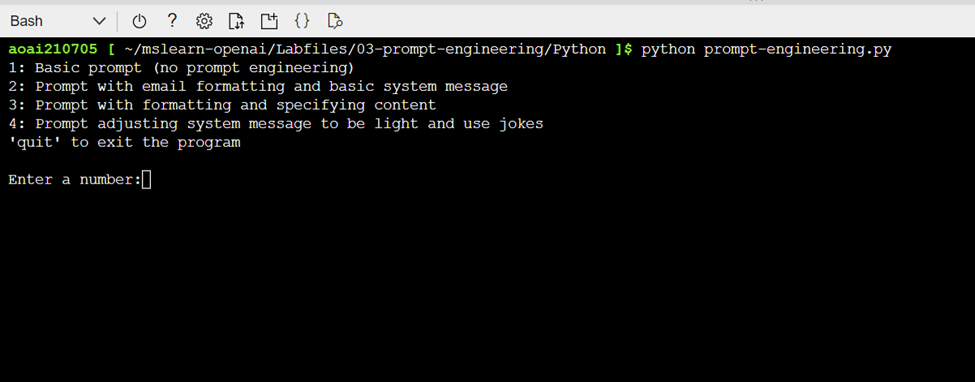 Bash
aoai210705 [ ~/mslearn-openai/Labfiles/03-prompt-engineering/Python ]$ python prompt-engineering.py
1: Basic prompt (no prompt engineering)
2: Prompt with email formatting and basic system message
3: Prompt with formatting and specifying content
4: Prompt adjusting system message to be light and use jokes
'quit' to exit the program
Enter a number: